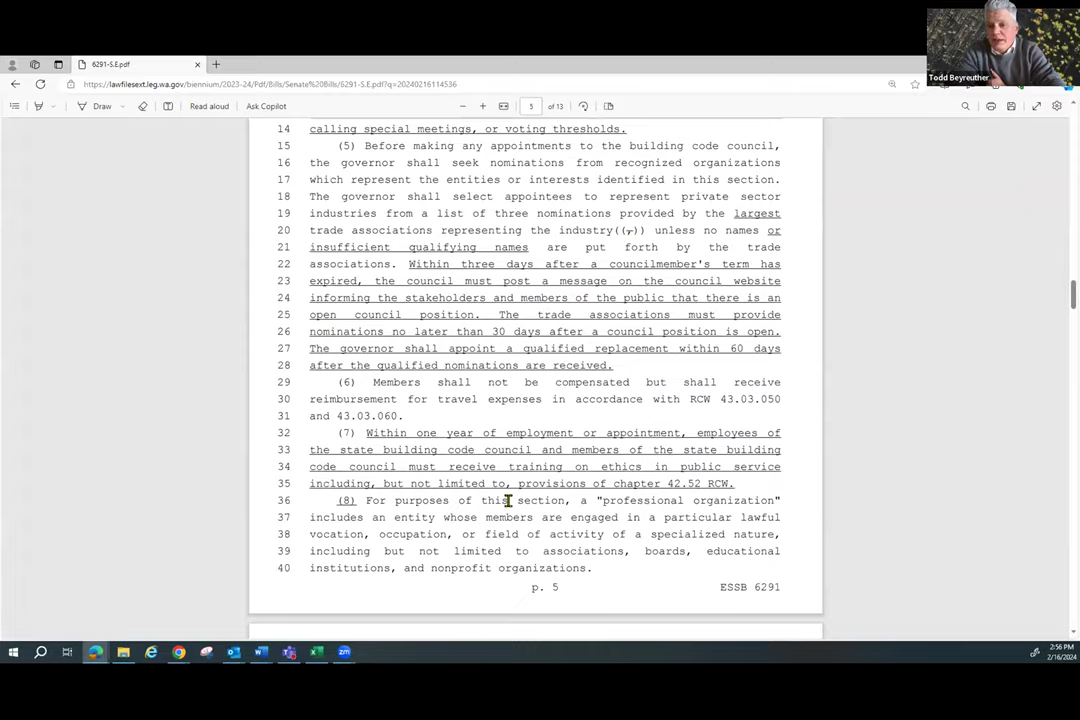 6291-S.E.pdf
https://lawfilesext.leg.wa.gov/biennium/2023-24/Pdf/Bills/Senate%20Bills/6291-S.E.pdf?q=20240216114536
Todd Beyreuther
Draw
Read aloud
Ask Copilot
5 of 13
14 calling special meetings, or voting thresholds.
15 (5) Before making any appointments to the building code council,
16 the governor shall seek nominations from recognized organizations
17 which represent the entities or interests identified in this section.
18 The governor shall select appointees to represent private sector
19 industries from a list of three nominations provided by the largest
20 trade associations representing the industry((,)) unless no names or
21 insufficient qualifying names are put forth by the trade
22 associations. Within three days after a councilmember's term has
23 expired, the council must post a message on the council website
24 informing the stakeholders and members of the public that there is an
25 open council position. The trade associations must provide
26 nominations no later than 30 days after a council position is open.
27 The governor shall appoint a qualified replacement within 60 days
28 after the qualified nominations are received.
29 (6) Members shall not be compensated but shall receive
30 reimbursement for travel expenses in accordance with RCW 43.03.050
31 and 43.03.060.
32 (7) Within one year of employment or appointment, employees of
33 the state building code council and members of the state building
34 code council must receive training on ethics in public service
35 including, but not limited to, provisions of chapter 42.52 RCW.
36 (8) For purposes of this section, a "professional organization"
37 includes an entity whose members are engaged in a particular lawful
38 vocation, occupation, or field of activity of a specialized nature,
39 including but not limited to associations, boards, educational
40 institutions, and nonprofit organizations.
p. 5 ESSB 6291
2:56 PM
2/16/2024